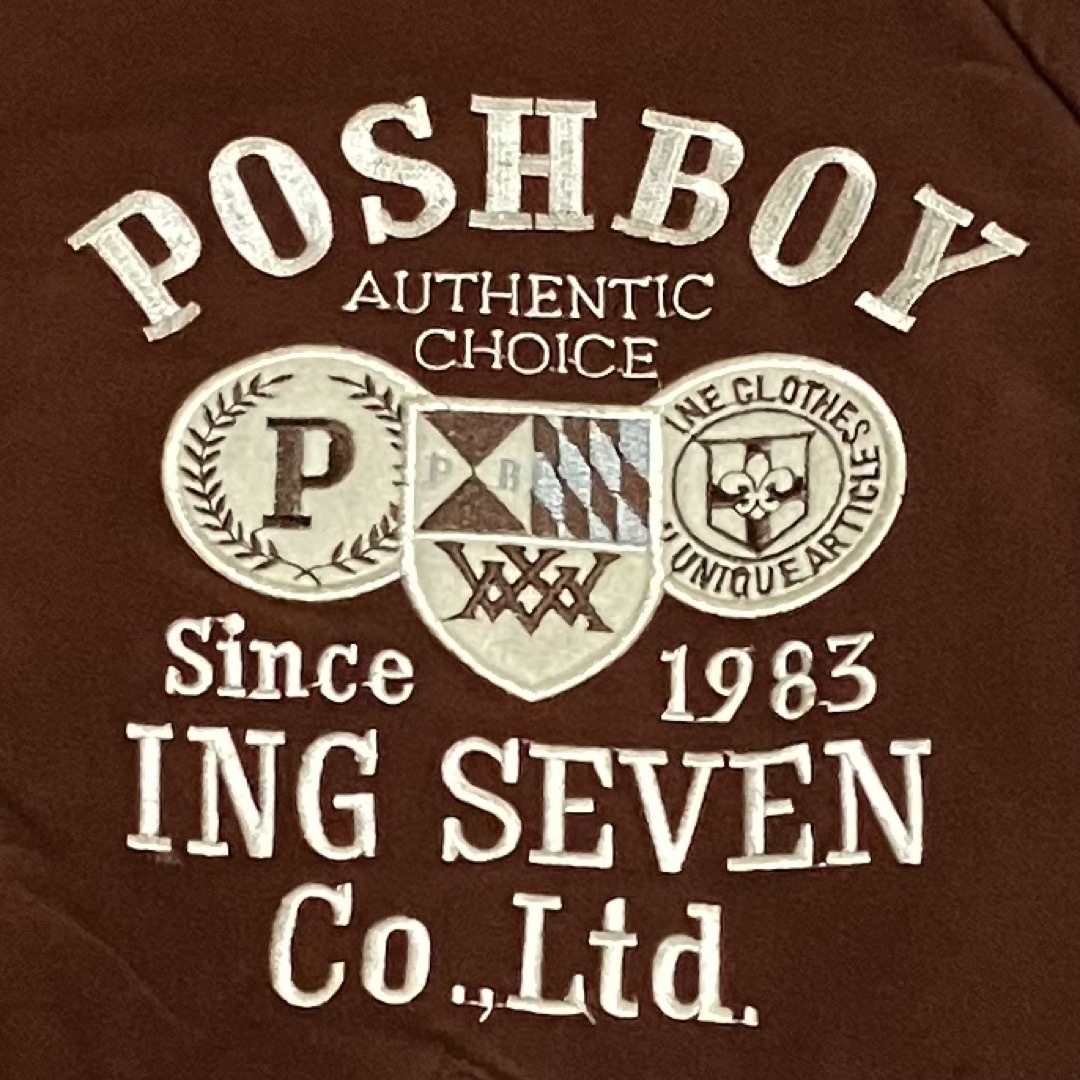 POSHBOY
AUTHENTIC
CHOICE
P
P B
INE CLOTHES
UNIQUE ARTICLE
Since 1983
ING SEVEN
Co.,Ltd.